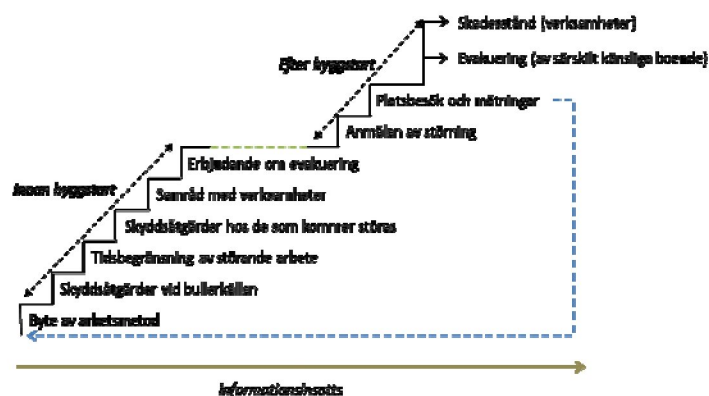 Skadestånd (verksamheter)
Efter byggstart
Evakuering (av särskilt känsliga boende)
Platsbesök och mätningar
Anmälan av störning
Erbjudande om evakuering
Innan byggstart
Samråd med verksamheter
Skyddsåtgärder hos de som kommer störas
Tidsbegränsning av störande arbete
Skyddsåtgärder vid bullerkällan
Byte av arbetsmetod
Informationsinsats